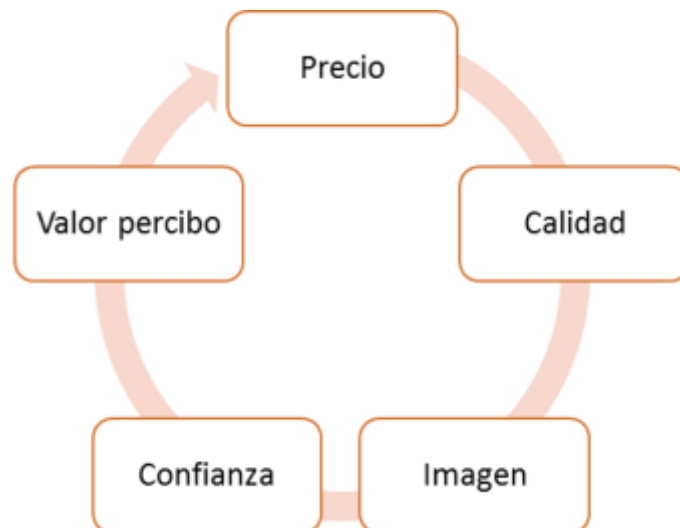 Precio
Calidad
Imagen
Confianza
Valor percibo